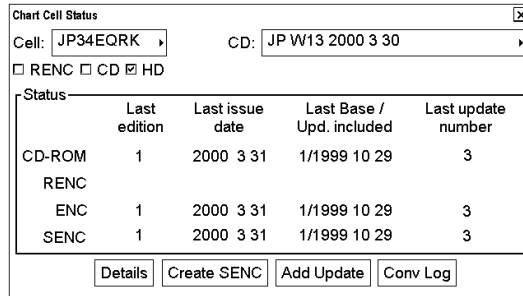 Chart Cell Status
Cell: JP34EQRK CD: JP W13 2000 3 30
RENC CD HD
Status
Last edition Last issue date Last Base / Upd. included Last update number
CD-ROM 1 2000 3 31 1/1999 10 29 3
RENC
ENC 1 2000 3 31 1/1999 10 29 3
SENC 1 2000 3 31 1/1999 10 29 3
Details Create SENC Add Update Conv Log